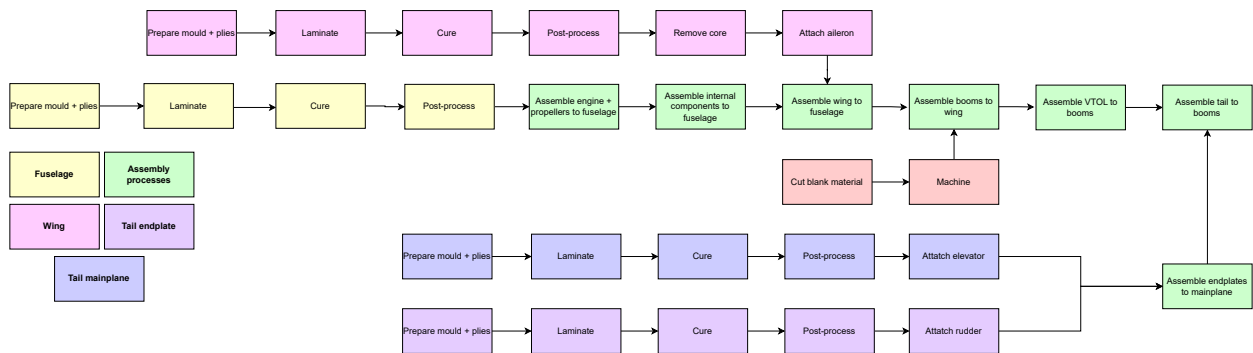 Prepare mould + plies
Laminate
Cure
Post-process
Remove core
Attach aileron
Prepare mould + plies
Laminate
Cure
Post-process
Assemble engine +
propellers to fuselage
Assemble internal
components to
fuselage
Assemble wing to
fuselage
Assemble booms to
wing
Assemble VTOL to
booms
Assemble tail to
booms
Fuselage
Assembly
processes
Cut blank material
Machine
Wing
Tail endplate
Tail mainplane
Prepare mould + plies
Laminate
Cure
Post-process
Attatch elevator
Assemble endplates
to mainplane
Prepare mould + plies
Laminate
Cure
Post-process
Attatch rudder